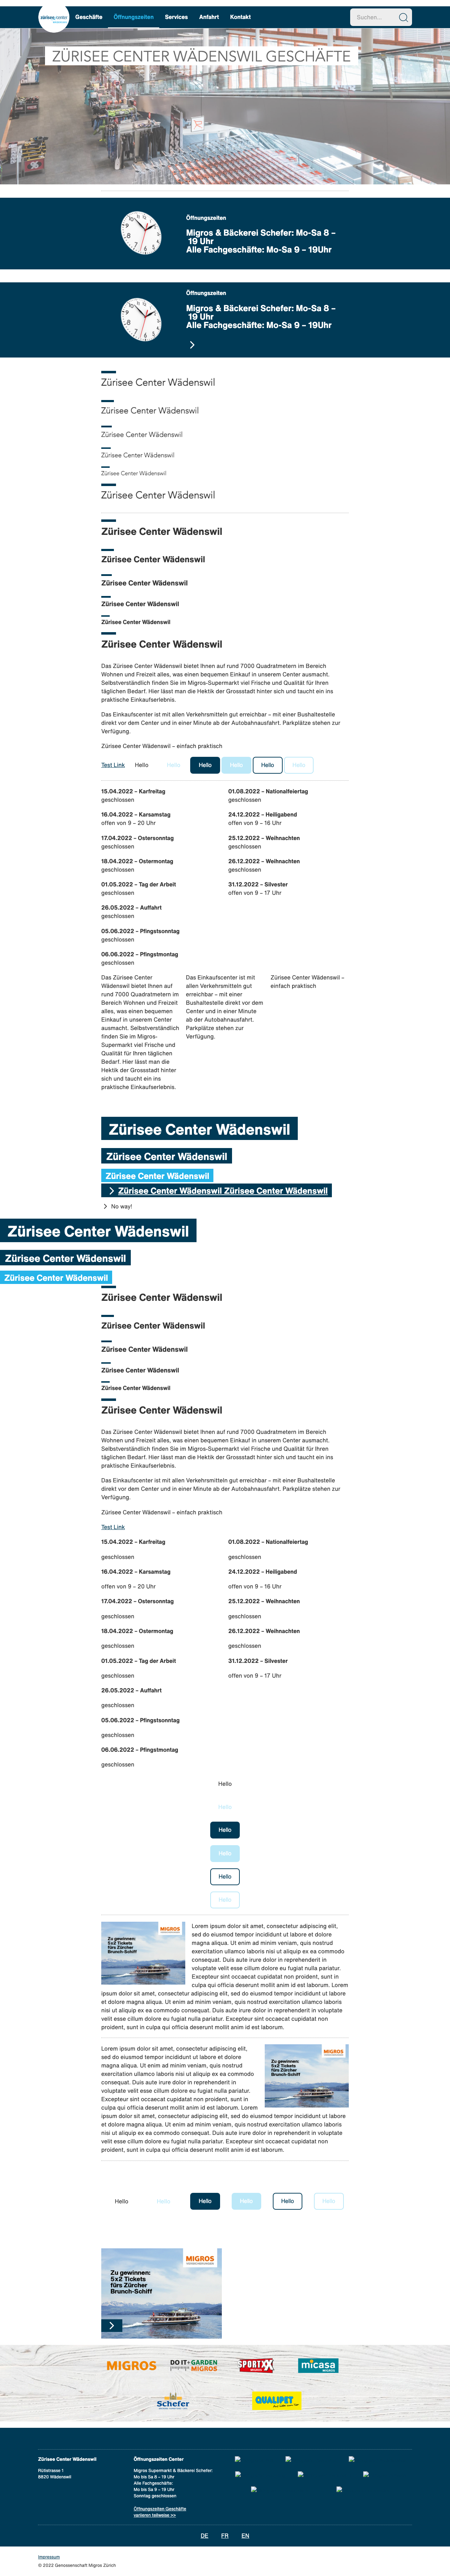 zürisee center
Geschäfte Öffnungszeiten Services Anfahrt Kontakt Suchen...
ZÜRISEE CENTER WÄDENSWIL GESCHÄFTE
Öffnungszeiten
Migros & Bäckerei Schefer: Mo-Sa 8 –
19 Uhr
Alle Fachgeschäfte: Mo-Sa 9 – 19Uhr
Öffnungszeiten
Migros & Bäckerei Schefer: Mo-Sa 8 –
19 Uhr
Alle Fachgeschäfte: Mo-Sa 9 – 19Uhr
Zürisee Center Wädenswil
Zürisee Center Wädenswil
Zürisee Center Wädenswil
Zürisee Center Wädenswil
Zürisee Center Wädenswil
Zürisee Center Wädenswil
Zürisee Center Wädenswil
Zürisee Center Wädenswil
Zürisee Center Wädenswil
Zürisee Center Wädenswil
Zürisee Center Wädenswil
Zürisee Center Wädenswil
Das Zürisee Center Wädenswil bietet Ihnen auf rund 7000 Quadratmetern im Bereich
Wohnen und Freizeit alles, was einen bequemen Einkauf in unserem Center ausmacht.
Selbstverständlich finden Sie im Migros-Supermarkt viel Frische und Qualität für Ihren
täglichen Bedarf. Hier lässt man die Hektik der Grossstadt hinter sich und taucht ein ins
praktische Einkaufserlebnis.
Das Einkaufscenter ist mit allen Verkehrsmitteln gut erreichbar – mit einer Bushaltestelle
direkt vor dem Center und in einer Minute ab der Autobahnausfahrt. Parkplätze stehen zur
Verfügung.
Zürisee Center Wädenswil – einfach praktisch
Test Link Hello Hello Hello Hello Hello Hello
15.04.2022 – Karfreitag
geschlossen
16.04.2022 – Karsamstag
offen von 9 – 20 Uhr
17.04.2022 – Ostersonntag
geschlossen
18.04.2022 – Ostermontag
geschlossen
01.05.2022 – Tag der Arbeit
geschlossen
26.05.2022 – Auffahrt
geschlossen
05.06.2022 – Pfingstsonntag
geschlossen
06.06.2022 – Pfingstmontag
geschlossen
01.08.2022 – Nationalfeiertag
geschlossen
24.12.2022 – Heiligabend
offen von 9 – 16 Uhr
25.12.2022 – Weihnachten
geschlossen
26.12.2022 – Weihnachten
geschlossen
31.12.2022 – Silvester
offen von 9 – 17 Uhr
Das Zürisee Center
Wädenswil bietet Ihnen auf
rund 7000 Quadratmetern im
Bereich Wohnen und Freizeit
alles, was einen bequemen
Einkauf in unserem Center
ausmacht. Selbstverständlich
finden Sie im Migros-
Supermarkt viel Frische und
Qualität für Ihren täglichen
Bedarf. Hier lässt man die
Hektik der Grossstadt hinter
sich und taucht ein ins
praktische Einkaufserlebnis.
Das Einkaufscenter ist mit
allen Verkehrsmitteln gut
erreichbar – mit einer
Bushaltestelle direkt vor dem
Center und in einer Minute
ab der Autobahnausfahrt.
Parkplätze stehen zur
Verfügung.
Zürisee Center Wädenswil –
einfach praktisch
Zürisee Center Wädenswil
Zürisee Center Wädenswil
Zürisee Center Wädenswil
Zürisee Center Wädenswil Zürisee Center Wädenswil
No way!
Zürisee Center Wädenswil
Zürisee Center Wädenswil
Zürisee Center Wädenswil
Zürisee Center Wädenswil
Zürisee Center Wädenswil
Zürisee Center Wädenswil
Zürisee Center Wädenswil
Zürisee Center Wädenswil
Zürisee Center Wädenswil
Das Zürisee Center Wädenswil bietet Ihnen auf rund 7000 Quadratmetern im Bereich
Wohnen und Freizeit alles, was einen bequemen Einkauf in unserem Center ausmacht.
Selbstverständlich finden Sie im Migros-Supermarkt viel Frische und Qualität für Ihren
täglichen Bedarf. Hier lässt man die Hektik der Grossstadt hinter sich und taucht ein ins
praktische Einkaufserlebnis.
Das Einkaufscenter ist mit allen Verkehrsmitteln gut erreichbar – mit einer Bushaltestelle
direkt vor dem Center und in einer Minute ab der Autobahnausfahrt. Parkplätze stehen zur
Verfügung.
Zürisee Center Wädenswil – einfach praktisch
Test Link
15.04.2022 – Karfreitag
geschlossen
16.04.2022 – Karsamstag
offen von 9 – 20 Uhr
17.04.2022 – Ostersonntag
geschlossen
18.04.2022 – Ostermontag
geschlossen
01.05.2022 – Tag der Arbeit
geschlossen
26.05.2022 – Auffahrt
geschlossen
05.06.2022 – Pfingstsonntag
geschlossen
06.06.2022 – Pfingstmontag
geschlossen
01.08.2022 – Nationalfeiertag
geschlossen
24.12.2022 – Heiligabend
offen von 9 – 16 Uhr
25.12.2022 – Weihnachten
geschlossen
26.12.2022 – Weihnachten
geschlossen
31.12.2022 – Silvester
offen von 9 – 17 Uhr
Hello
Hello
Hello
Hello
Hello
Hello
MIGROS
Zu gewinnen:
5x2 Tickets
fürs Zürcher
Brunch-Schiff
Lorem ipsum dolor sit amet, consectetur adipiscing elit,
sed do eiusmod tempor incididunt ut labore et dolore
magna aliqua. Ut enim ad minim veniam, quis nostrud
exercitation ullamco laboris nisi ut aliquip ex ea commodo
consequat. Duis aute irure dolor in reprehenderit in
voluptate velit esse cillum dolore eu fugiat nulla pariatur.
Excepteur sint occaecat cupidatat non proident, sunt in
culpa qui officia deserunt mollit anim id est laborum. Lorem
ipsum dolor sit amet, consectetur adipiscing elit, sed do eiusmod tempor incididunt ut labore
et dolore magna aliqua. Ut enim ad minim veniam, quis nostrud exercitation ullamco laboris
nisi ut aliquip ex ea commodo consequat. Duis aute irure dolor in reprehenderit in voluptate
velit esse cillum dolore eu fugiat nulla pariatur. Excepteur sint occaecat cupidatat non
proident, sunt in culpa qui officia deserunt mollit anim id est laborum.
MIGROS
Zu gewinnen:
5x2 Tickets
fürs Zürcher
Brunch-Schiff
Lorem ipsum dolor sit amet, consectetur adipiscing elit,
sed do eiusmod tempor incididunt ut labore et dolore
magna aliqua. Ut enim ad minim veniam, quis nostrud
exercitation ullamco laboris nisi ut aliquip ex ea commodo
consequat. Duis aute irure dolor in reprehenderit in
voluptate velit esse cillum dolore eu fugiat nulla pariatur.
Excepteur sint occaecat cupidatat non proident, sunt in
culpa qui officia deserunt mollit anim id est laborum. Lorem
ipsum dolor sit amet, consectetur adipiscing elit, sed do eiusmod tempor incididunt ut labore
et dolore magna aliqua. Ut enim ad minim veniam, quis nostrud exercitation ullamco laboris
nisi ut aliquip ex ea commodo consequat. Duis aute irure dolor in reprehenderit in voluptate
velit esse cillum dolore eu fugiat nulla pariatur. Excepteur sint occaecat cupidatat non
proident, sunt in culpa qui officia deserunt mollit anim id est laborum.
Hello Hello Hello Hello Hello Hello
MIGROS
Zu gewinnen:
5x2 Tickets
fürs Zürcher
Brunch-Schiff
MIGROS DO IT + GARDEN MIGROS SPORTXX micasa MIGROS
Schefer QUALIPET
Zürisee Center Wädenswil
Rütistrasse 1
8820 Wädenswil
Öffnungszeiten Center
Migros Supermarkt & Bäckerei Schefer:
Mo bis Sa 8 – 19 Uhr
Alle Fachgeschäfte:
Mo bis Sa 9 – 19 Uhr
Sonntag geschlossen
Öffnungszeiten Geschäfte
variieren teilweise >>
DE FR EN
Impressum
© 2022 Genossenschaft Migros Zürich